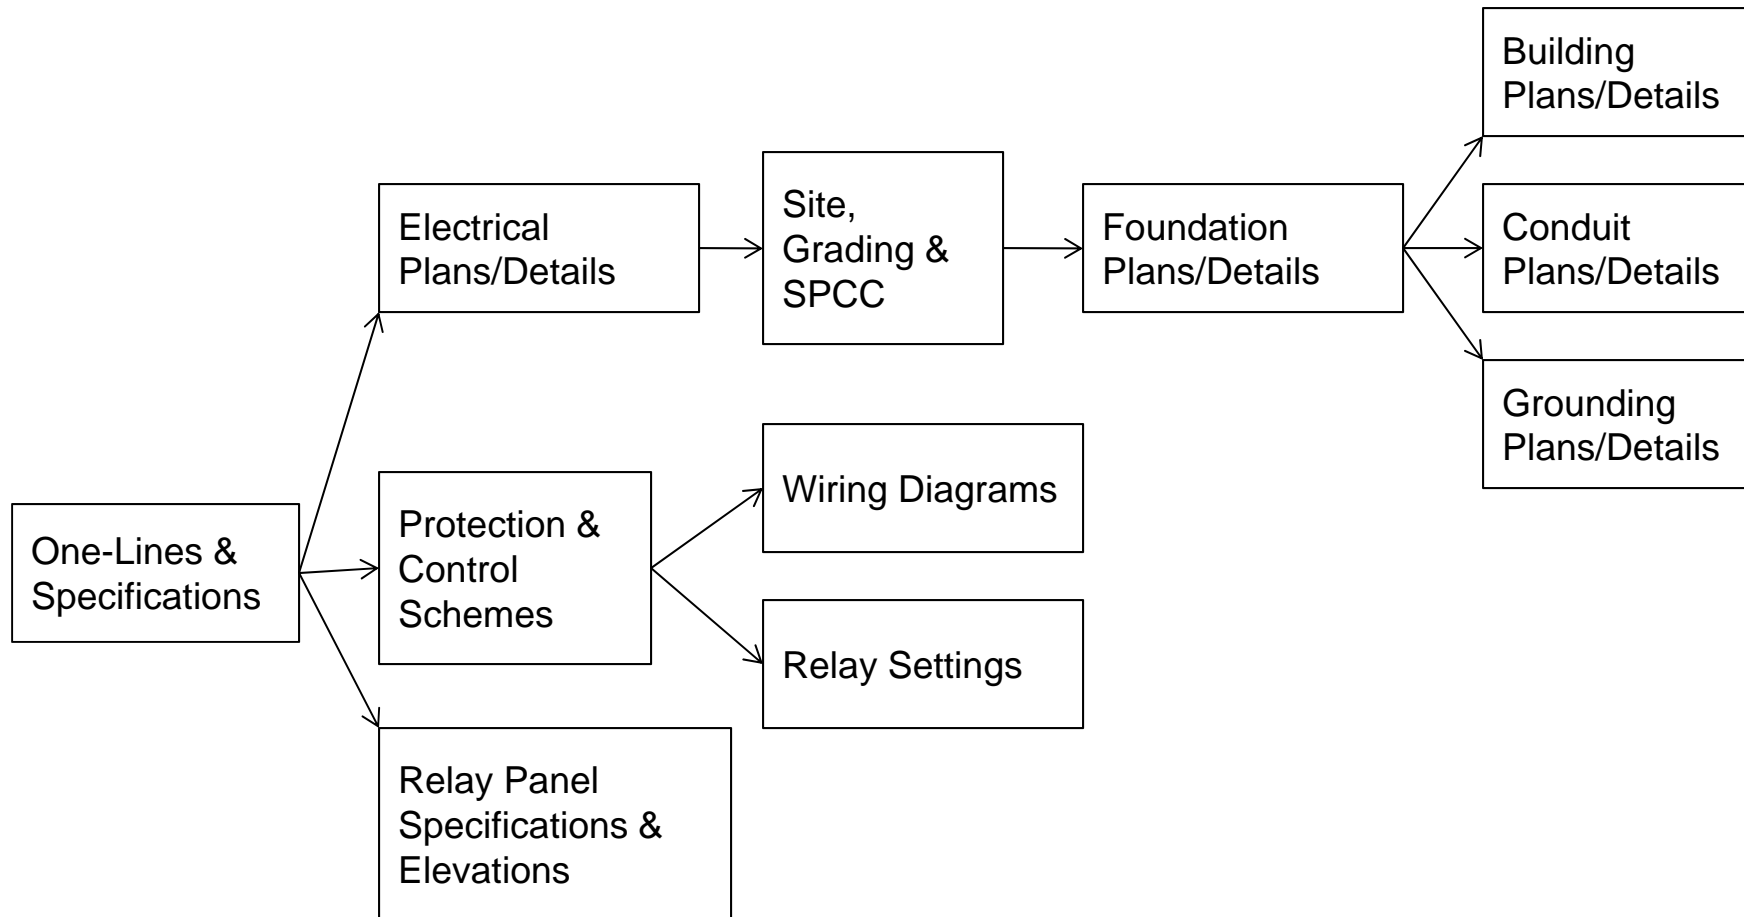 Building
Plans/Details
Electrical
Plans/Details
Site,
Grading &
SPCC
Foundation
Plans/Details
Conduit
Plans/Details
Grounding
Plans/Details
One-Lines &
Specifications
Protection &
Control
Schemes
Wiring Diagrams
Relay Settings
Relay Panel
Specifications &
Elevations